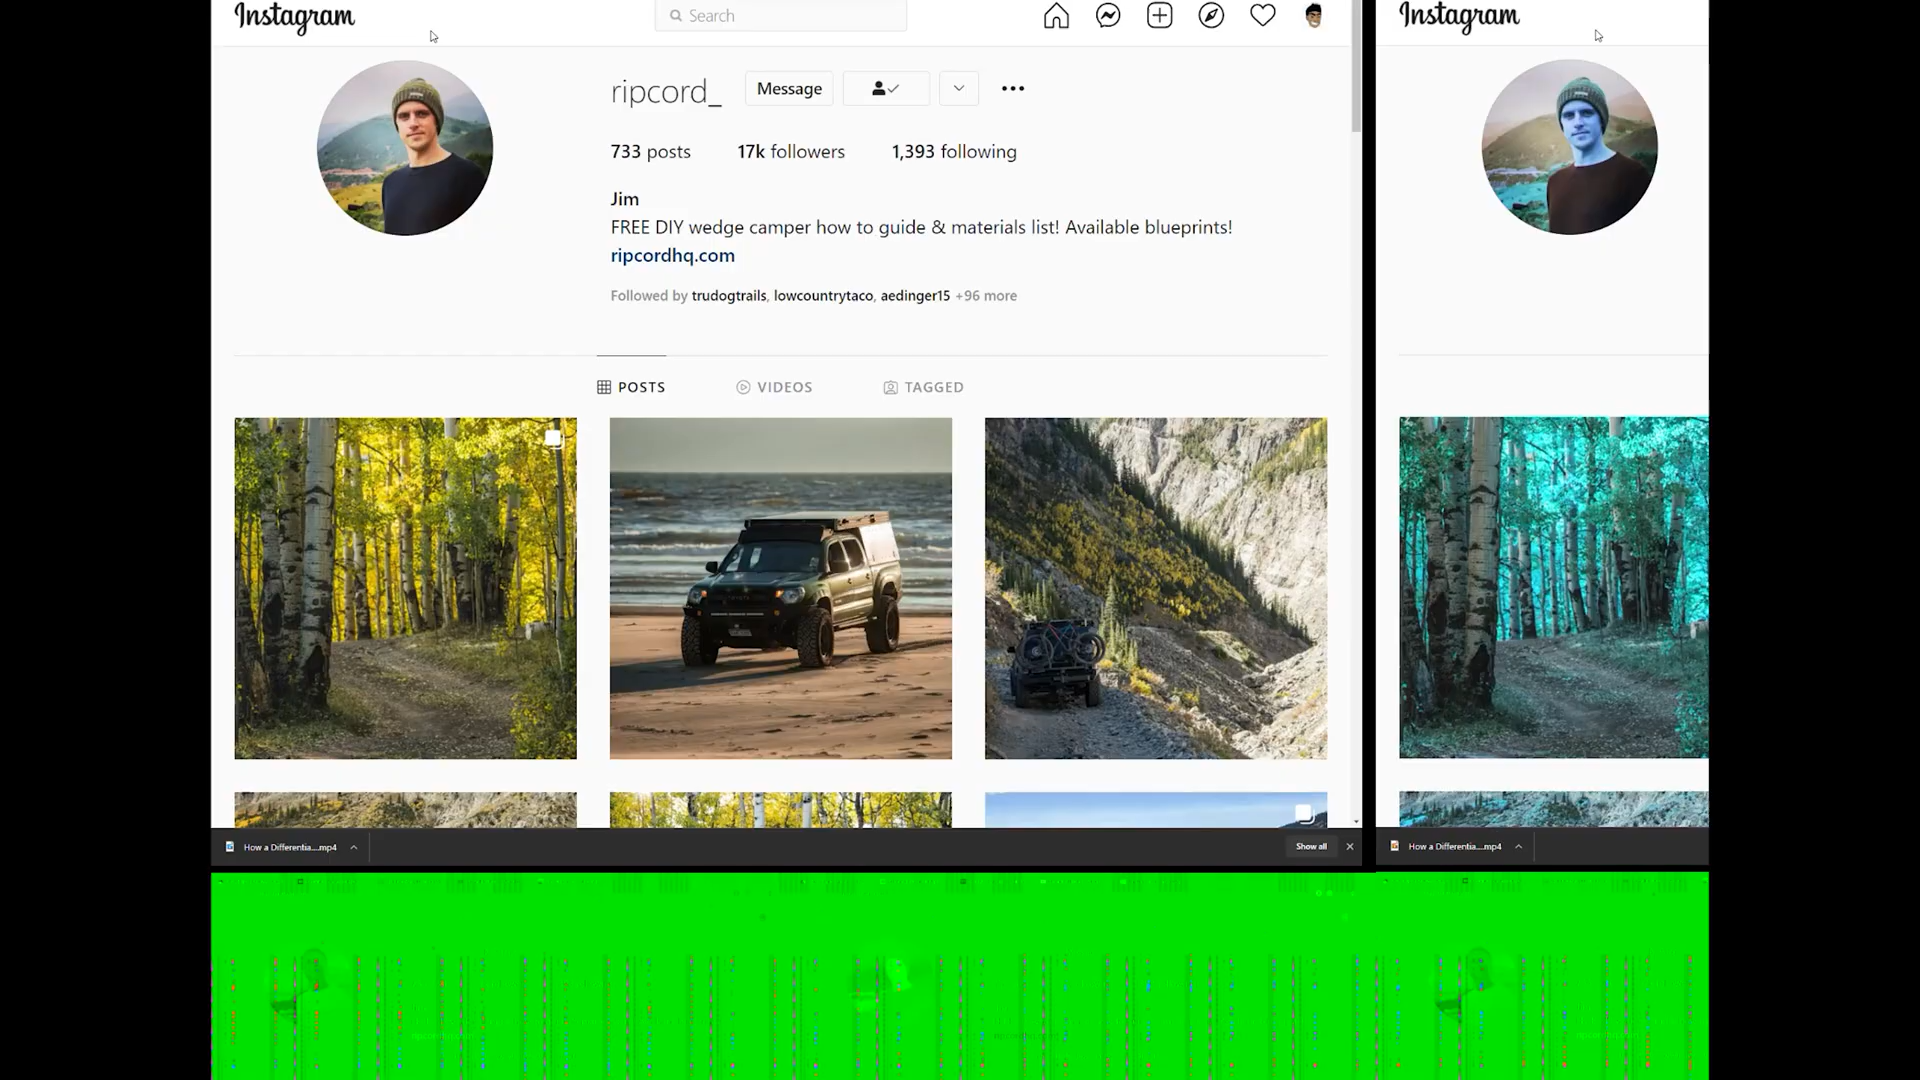 Instagram
Search
Instagram
ripcord_
Message
733 posts
17k followers
1,393 following
Jim
FREE DIY wedge camper how to guide & materials list! Available blueprints!
ripcordhq.com
Followed by trudogtrails, lowcountrytaco, aedinger15 +96 more
POSTS
VIDEOS
TAGGED
How a Differentia....mp4
Show all
How a Differentia....mp4